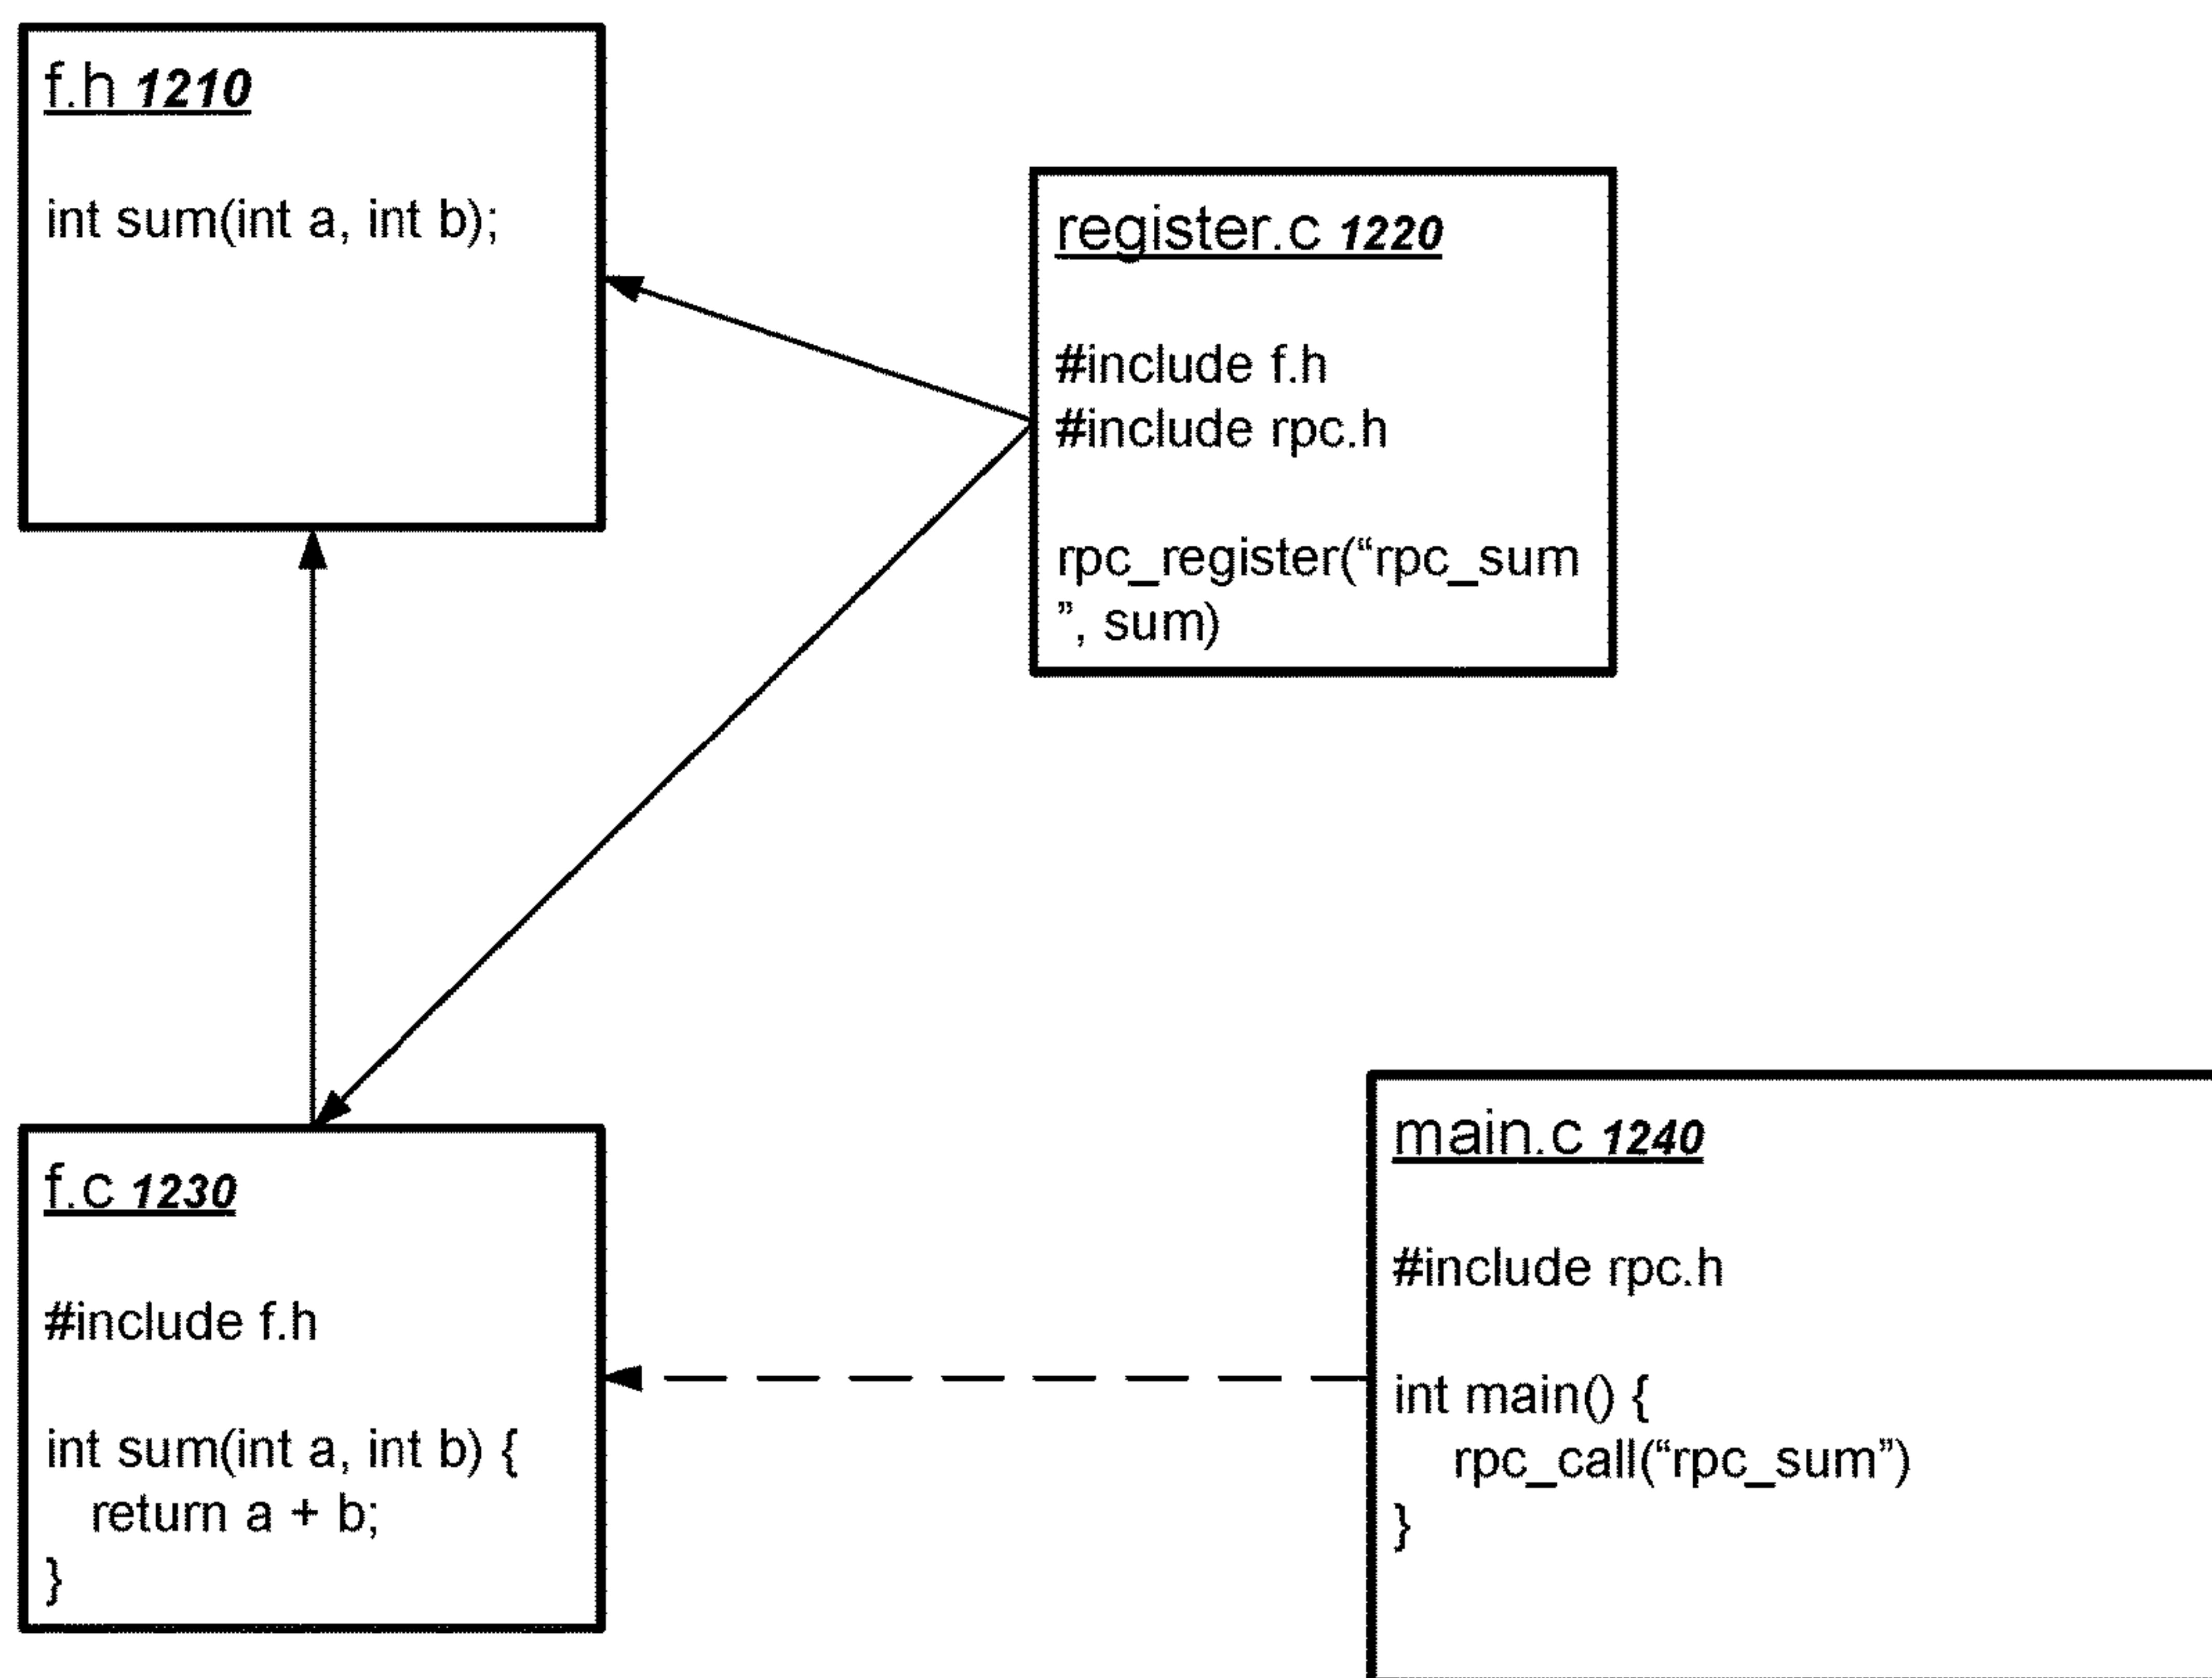 f.h 1210
int sum(int a, int b);
register.c 1220
#include f.h
#include rpc.h
rpc_register(“rpc_sum
”, sum)
f.c 1230
#include f.h
int sum(int a, int b) {
return a + b;
}
main.c 1240
#include rpc.h
int main() {
rpc_call(“rpc_sum”)
}